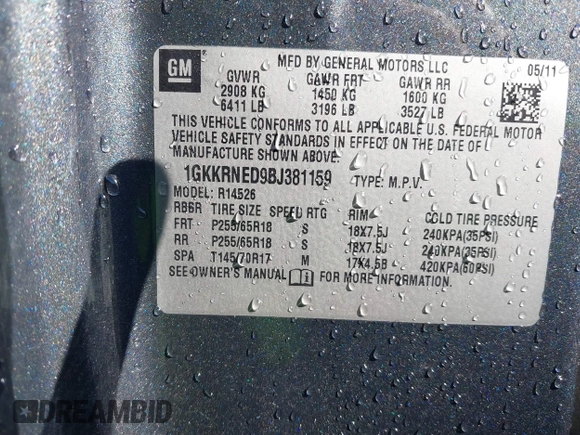 GM
MFD BY GENERAL MOTORS LLC
05/11
GVWR GAWR FRT GAWR RR
2908 KG 1450 KG 1600 KG
6411 LB 3196 LB 3527 LB
THIS VEHICLE CONFORMS TO ALL APPLICABLE U.S. FEDERAL MOTOR
VEHICLE SAFETY STANDARDS IN EFFECT ON THE DATE OF
MANUFACTURE SHOWN ABOVE.
1GKKRNED9BJ381159 TYPE: M.P.V.
MODEL: R14526
RB6R TIRE SIZE SPEED RTG RIM COLD TIRE PRESSURE
FRT P255/65R18 S 18X7.5J 240KPA(35PSI)
RR P255/65R18 S 18X7.5J 240KPA(35PSI)
SPA T145/70R17 M 17X4.5B 420KPA(60PSI)
SEE OWNER'S MANUAL FOR MORE INFORMATION.
DREAMBID